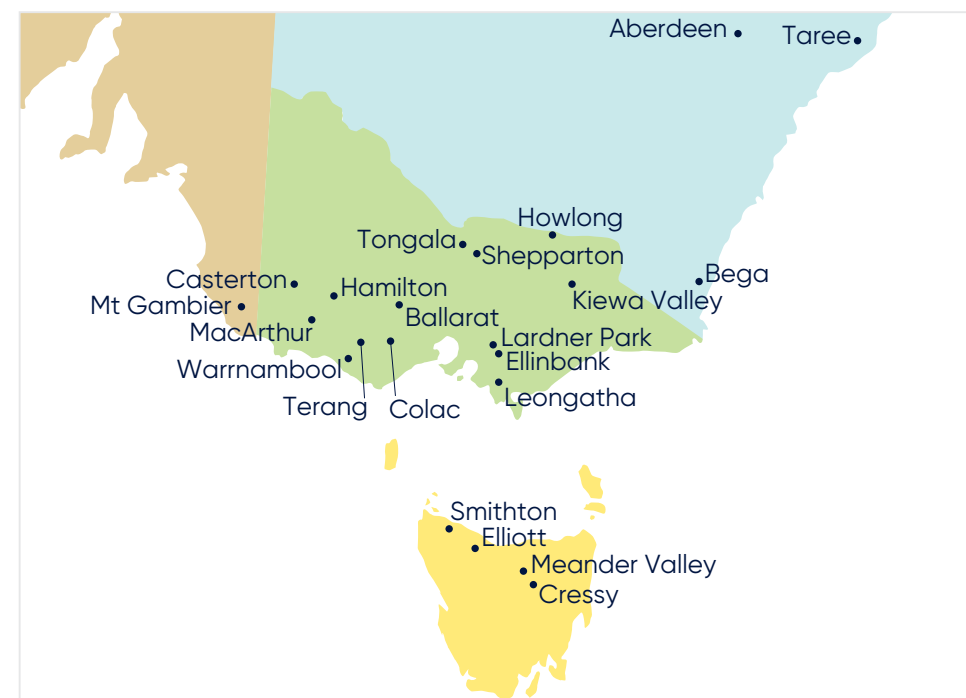 Aberdeen
Taree
Howlong
Tongala
Shepparton
Bega
Casterton
Hamilton
Kiewa Valley
Mt Gambier
Ballarat
MacArthur
Lardner Park
Ellinbank
Warrnambool
Leongatha
Terang
Colac
Smithton
Elliott
Meander Valley
Cressy